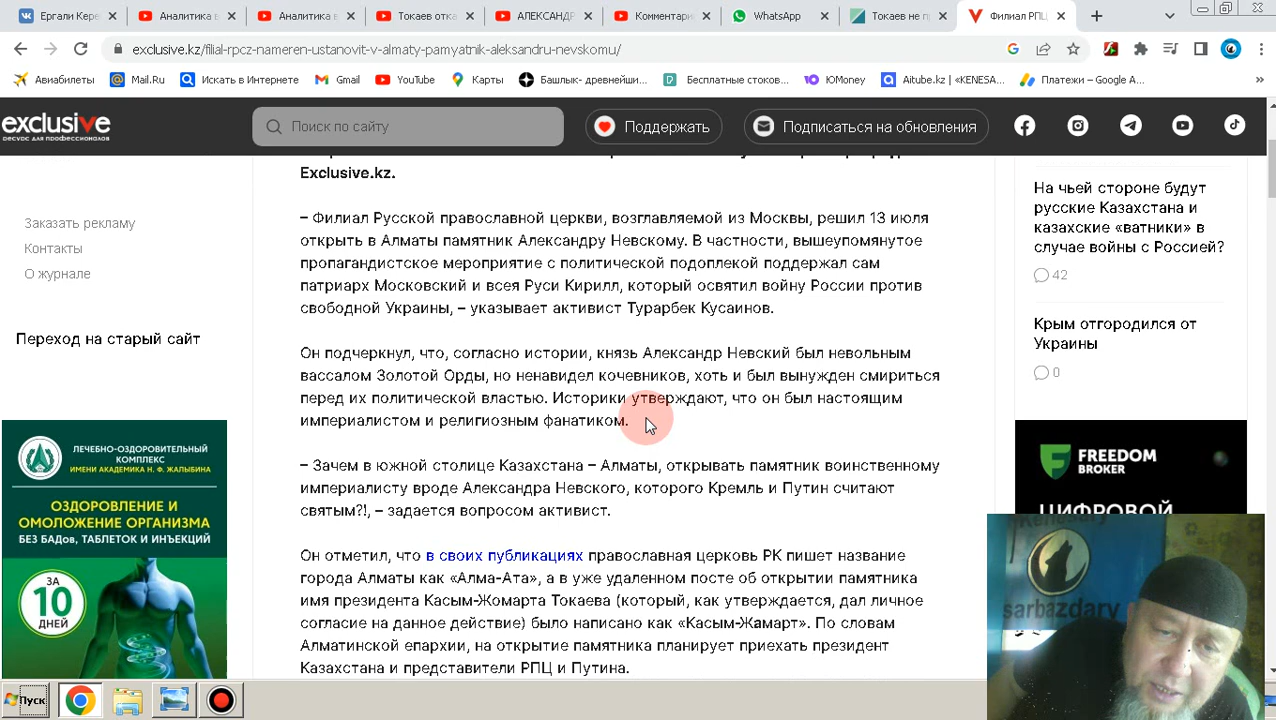 Ергали Кере
Аналитика в
Аналитика в
Токаев отка
АЛЕКСАНДР
Комментари
WhatsApp
Токаев не п
Филиал РПЦ
exclusive.kz/filial-rpcz-nameren-ustanovit-v-almaty-pamyatnik-aleksandru-nevskomu/
Авиабилеты
Mail.Ru
Искать в Интернете
Gmail
YouTube
Карты
Башлык- древнейши...
Бесплатные стоков...
ЮMoney
Aitube.kz | «KENESA...
Платежи – Google A...
exclusive
ресурс для профессионалов
Поиск по сайту
Поддержать
Подписаться на обновления
Заказать рекламу
Контакты
О журнале
Переход на старый сайт
ЛЕЧЕБНО-ОЗДОРОВИТЕЛЬНЫЙ
КОМПЛЕКС
ИМЕНИ АКАДЕМИКА Н. Ф. ЖАЛЫБИНА
ОЗДОРОВЛЕНИЕ И
ОМОЛОЖЕНИЕ ОРГАНИЗМА
БЕЗ БАДов, ТАБЛЕТОК И ИНЪЕКЦИЙ
ЗА
10
ДНЕЙ
Exclusive.kz.
– Филиал Русской православной церкви, возглавляемой из Москвы, решил 13 июля
открыть в Алматы памятник Александру Невскому. В частности, вышеупомянутое
пропагандистское мероприятие с политической подоплекой поддержал сам
патриарх Московский и всея Руси Кирилл, который освятил войну России против
свободной Украины, – указывает активист Турарбек Кусаинов.
Он подчеркнул, что, согласно истории, князь Александр Невский был невольным
вассалом Золотой Орды, но ненавидел кочевников, хоть и был вынужден смириться
перед их политической властью. Историки утверждают, что он был настоящим
империалистом и религиозным фанатиком.
– Зачем в южной столице Казахстана – Алматы, открывать памятник воинственному
империалисту вроде Александра Невского, которого Кремль и Путин считают
святым?!, – задается вопросом активист.
Он отметил, что в своих публикациях православная церковь РК пишет название
города Алматы как «Алма-Ата», а в уже удаленном посте об открытии памятника
имя президента Касым-Жомарта Токаева (который, как утверждается, дал личное
согласие на данное действие) было написано как «Касым-Жамарт». По словам
Алматинской епархии, на открытие памятника планирует приехать президент
Казахстана и представители РПЦ и Путина.
На чьей стороне будут
русские Казахстана и
казахские «ватники» в
случае войны с Россией?
42
Крым отгородился от
Украины
0
FREEDOM
BROKER
ЦИФРОВОЙ
Kenesary
sarbazdary
Пуск